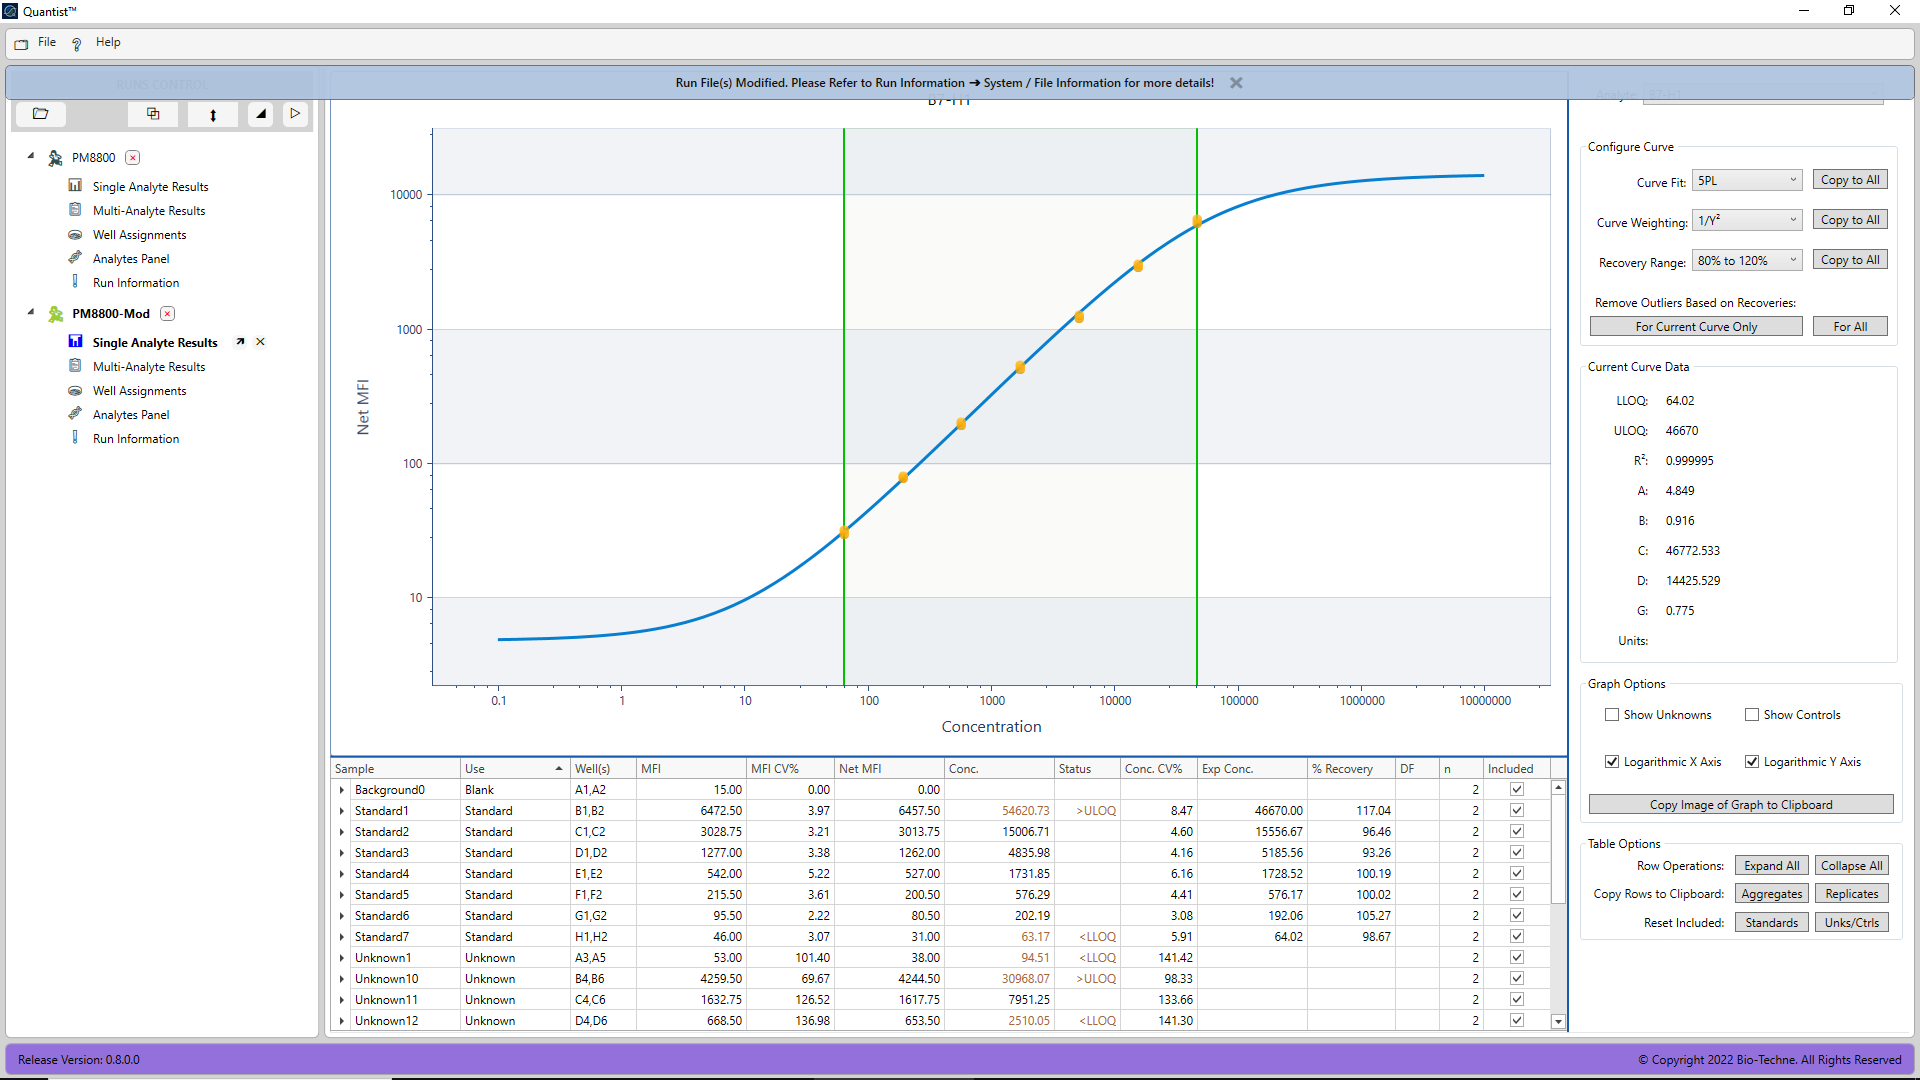 Quantist™
File Help
Run File(s) Modified. Please Refer to Run Information ➔ System / File Information for more details!
RUNS CONTROL
PM8800
Single Analyte Results
Multi-Analyte Results
Well Assignments
Analytes Panel
Run Information
PM8800-Mod
Single Analyte Results
Multi-Analyte Results
Well Assignments
Analytes Panel
Run Information
B7-H1
Net MFI
10000
1000
100
10
0.1 1 10 100 1000 10000 100000 1000000 10000000
Concentration
Analyte: B7-H1
Configure Curve
Curve Fit: 5PL Copy to All
Curve Weighting: 1/Y² Copy to All
Recovery Range: 80% to 120% Copy to All
Remove Outliers Based on Recoveries:
For Current Curve Only For All
Current Curve Data
LLOQ: 64.02
ULOQ: 46670
R²: 0.999995
A: 4.849
B: 0.916
C: 46772.533
D: 14425.529
G: 0.775
Units:
Graph Options
Show Unknowns Show Controls
Logarithmic X Axis Logarithmic Y Axis
Copy Image of Graph to Clipboard
Table Options
Row Operations: Expand All Collapse All
Copy Rows to Clipboard: Aggregates Replicates
Reset Included: Standards Unks/Ctrls
Sample Use Well(s) MFI MFI CV% Net MFI Conc. Status Conc. CV% Exp Conc. % Recovery DF n Included
Background0 Blank A1,A2 15.00 0.00 0.00 2
Standard1 Standard B1,B2 6472.50 3.97 6457.50 54620.73 >ULOQ 8.47 46670.00 117.04 2
Standard2 Standard C1,C2 3028.75 3.21 3013.75 15006.71 4.60 15556.67 96.46 2
Standard3 Standard D1,D2 1277.00 3.38 1262.00 4835.98 4.16 5185.56 93.26 2
Standard4 Standard E1,E2 542.00 5.22 527.00 1731.85 6.16 1728.52 100.19 2
Standard5 Standard F1,F2 215.50 3.61 200.50 576.29 4.41 576.17 100.02 2
Standard6 Standard G1,G2 95.50 2.22 80.50 202.19 3.08 192.06 105.27 2
Standard7 Standard H1,H2 46.00 3.07 31.00 63.17 <LLOQ 5.91 64.02 98.67 2
Unknown1 Unknown A3,A5 53.00 101.40 38.00 94.51 <LLOQ 141.42 2
Unknown10 Unknown B4,B6 4259.50 69.67 4244.50 30968.07 >ULOQ 98.33 2
Unknown11 Unknown C4,C6 1632.75 126.52 1617.75 7951.25 133.66 2
Unknown12 Unknown D4,D6 668.50 136.98 653.50 2510.05 <LLOQ 141.30 2
Release Version: 0.8.0.0
© Copyright 2022 Bio-Techne. All Rights Reserved